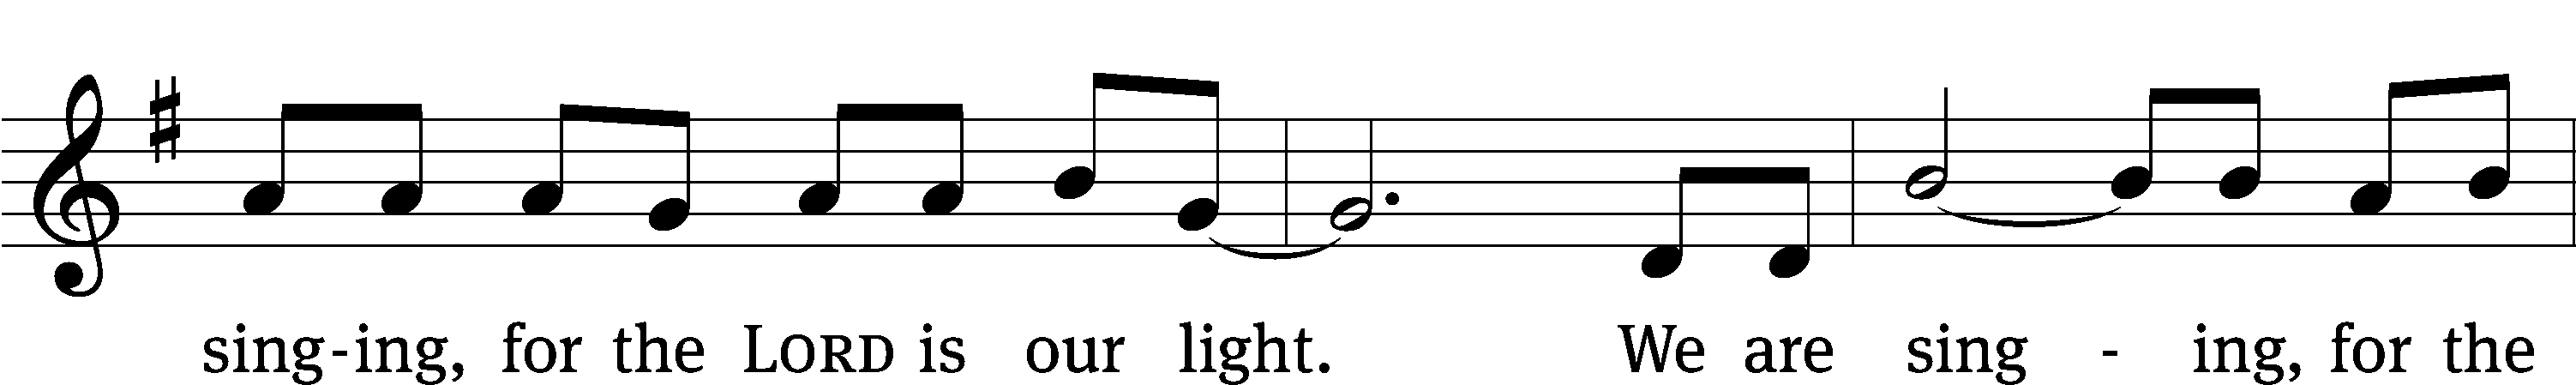 sing-ing, for the LORD is our light. We are sing - ing, for the